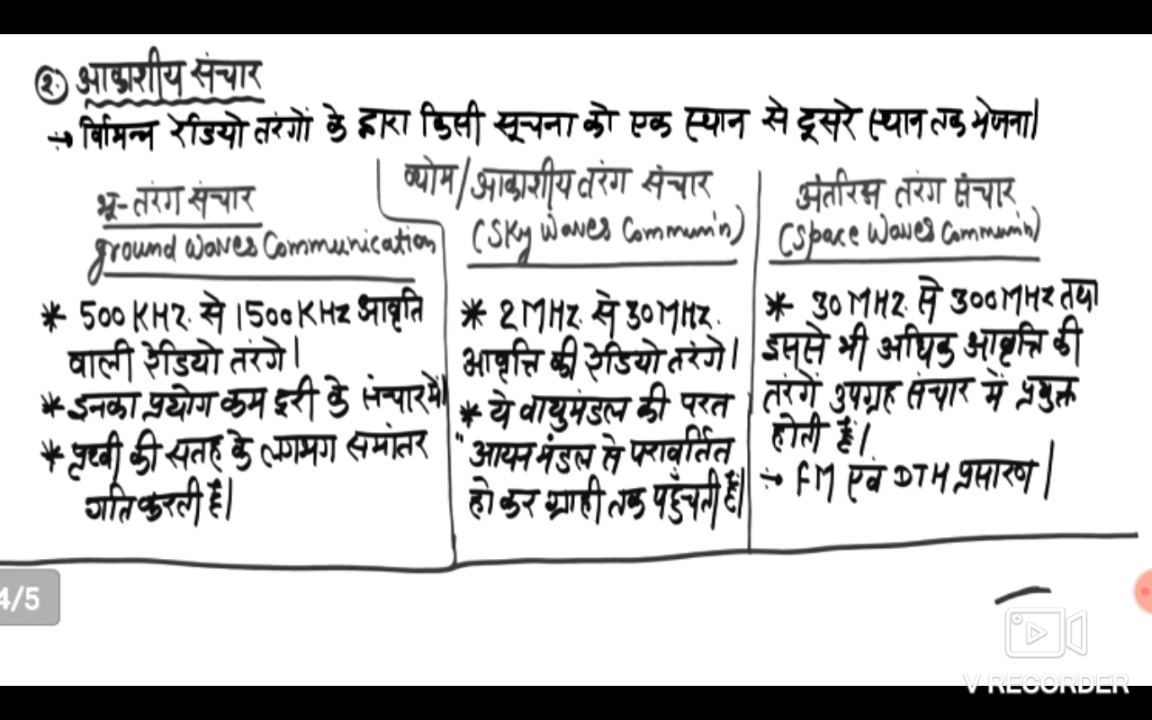 २. आकाशीय संचार
→ विभिन्न रेडियो तरंगों के द्वारा किसी सूचना को एक स्थान से दूसरे स्थान तक भेजना।
भू-तरंग संचार
ground waves Communication
* 500 KHz. से 1500 KHz आवृति
वाली रेडियो तरंगे।
* इनका प्रयोग कम दूरी के संचार में।
* पृथ्वी की सतह के लगभग समांतर
गति करती है।
व्योम/आकाशीय तरंग संचार
(Sky Waves Commun'n)
* 2 MHz. से 30 MHz.
आवृत्ति की रेडियो तरंगे।
* ये वायुमंडल की परत
"आयनमंडल से परावर्तित
हो कर ग्राही तक पहुँचती हैं।
अंतरिक्ष तरंग संचार
(Space Waves Commun'n)
* 30 MHz. से 300 MHz तथा
इससे भी अधिक आवृत्ति की
तरंगें उपग्रह संचार में प्रयुक्त
होती हैं।
→ FM एवं DTH प्रसारण।
4/5
V RECORDER